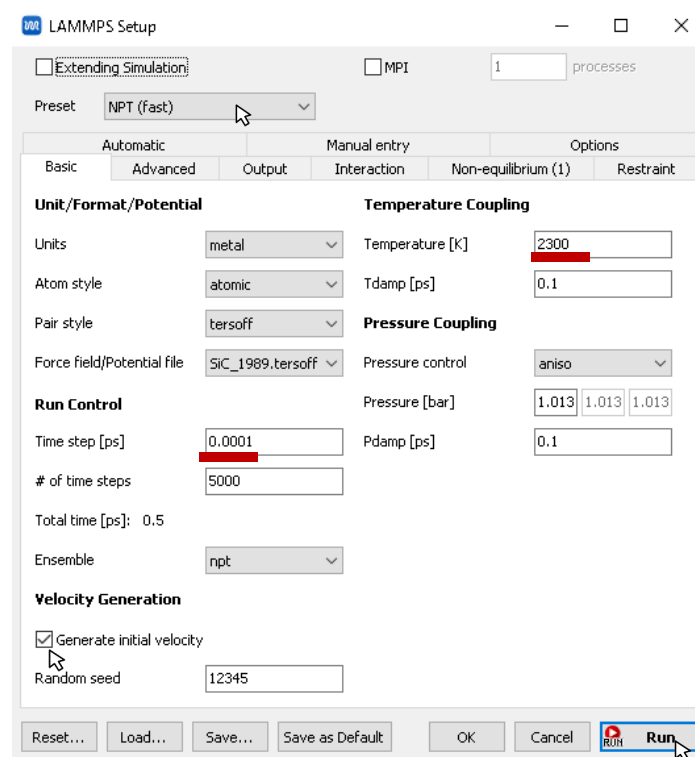 LAMMPS Setup
Extending Simulation MPI 1 processes
Preset NPT (fast)
Automatic Manual entry Options
Basic Advanced Output Interaction Non-equilibrium (1) Restraint
Unit/Format/Potential Temperature Coupling
Units metal Temperature [K] 2300
Atom style atomic Tdamp [ps] 0.1
Pair style tersoff Pressure Coupling
Force field/Potential file SiC_1989.tersoff Pressure control aniso
Run Control Pressure [bar] 1.013 1.013 1.013
Time step [ps] 0.0001 Pdamp [ps] 0.1
# of time steps 5000
Total time [ps]: 0.5
Ensemble npt
Velocity Generation
Generate initial velocity
Random seed 12345
Reset... Load... Save... Save as Default OK Cancel RUN Run